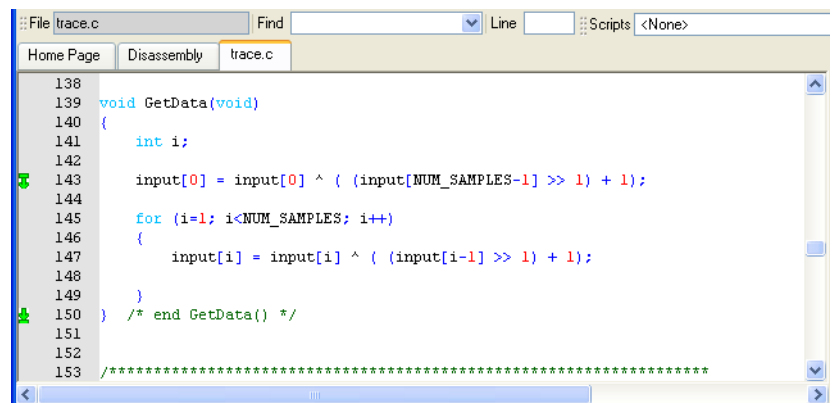 File trace.c Find Line Scripts <None>
Home Page Disassembly trace.c
138
139 void GetData(void)
140 {
141 int i;
142
143 input[0] = input[0] ^ ( (input[NUM_SAMPLES-1] >> 1) + 1);
144
145 for (i=1; i<NUM_SAMPLES; i++)
146 {
147 input[i] = input[i] ^ ( (input[i-1] >> 1) + 1);
148
149 }
150 } /* end GetData() */
151
152
153 /*******************************************************************